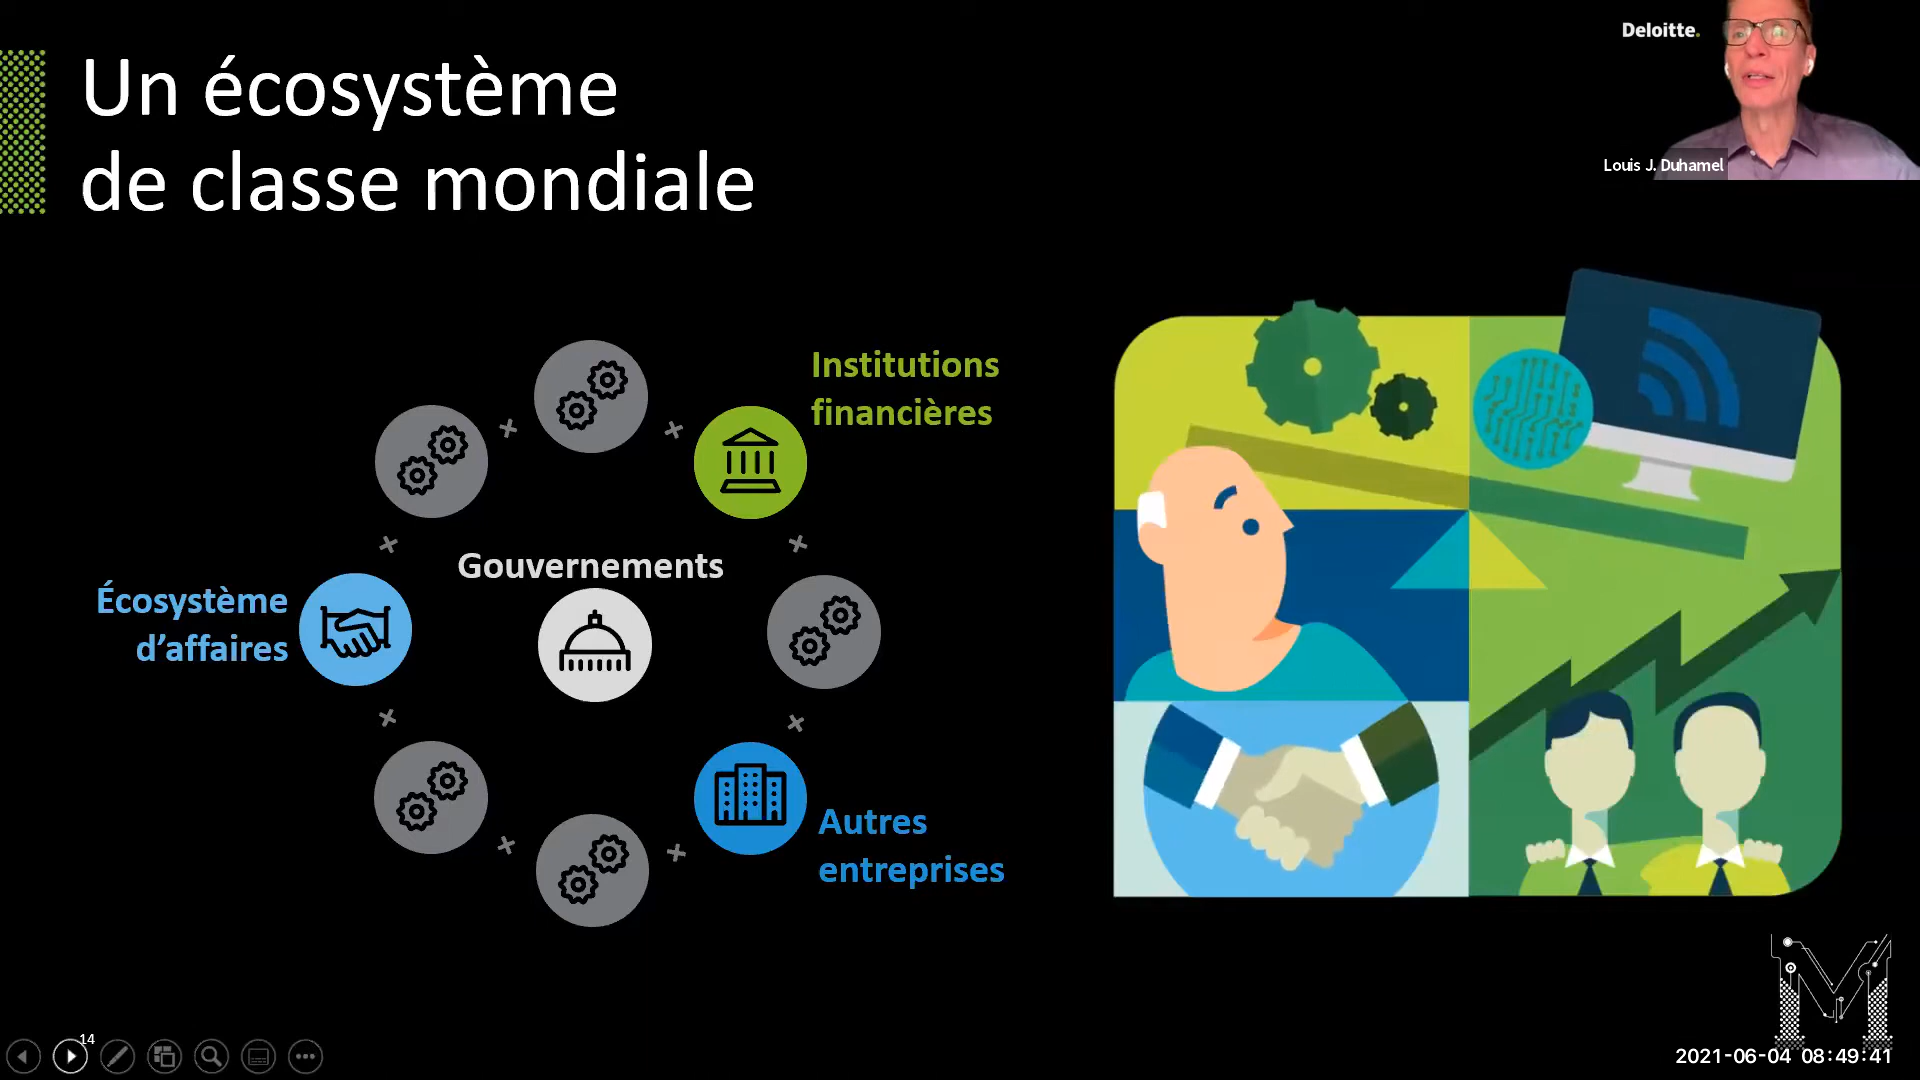 Un écosystème
de classe mondiale
Deloitte.
Louis J. Duhamel
Institutions
financières
Gouvernements
Écosystème
d'affaires
Autres
entreprises
14
M
2021-06-04 08:49:41